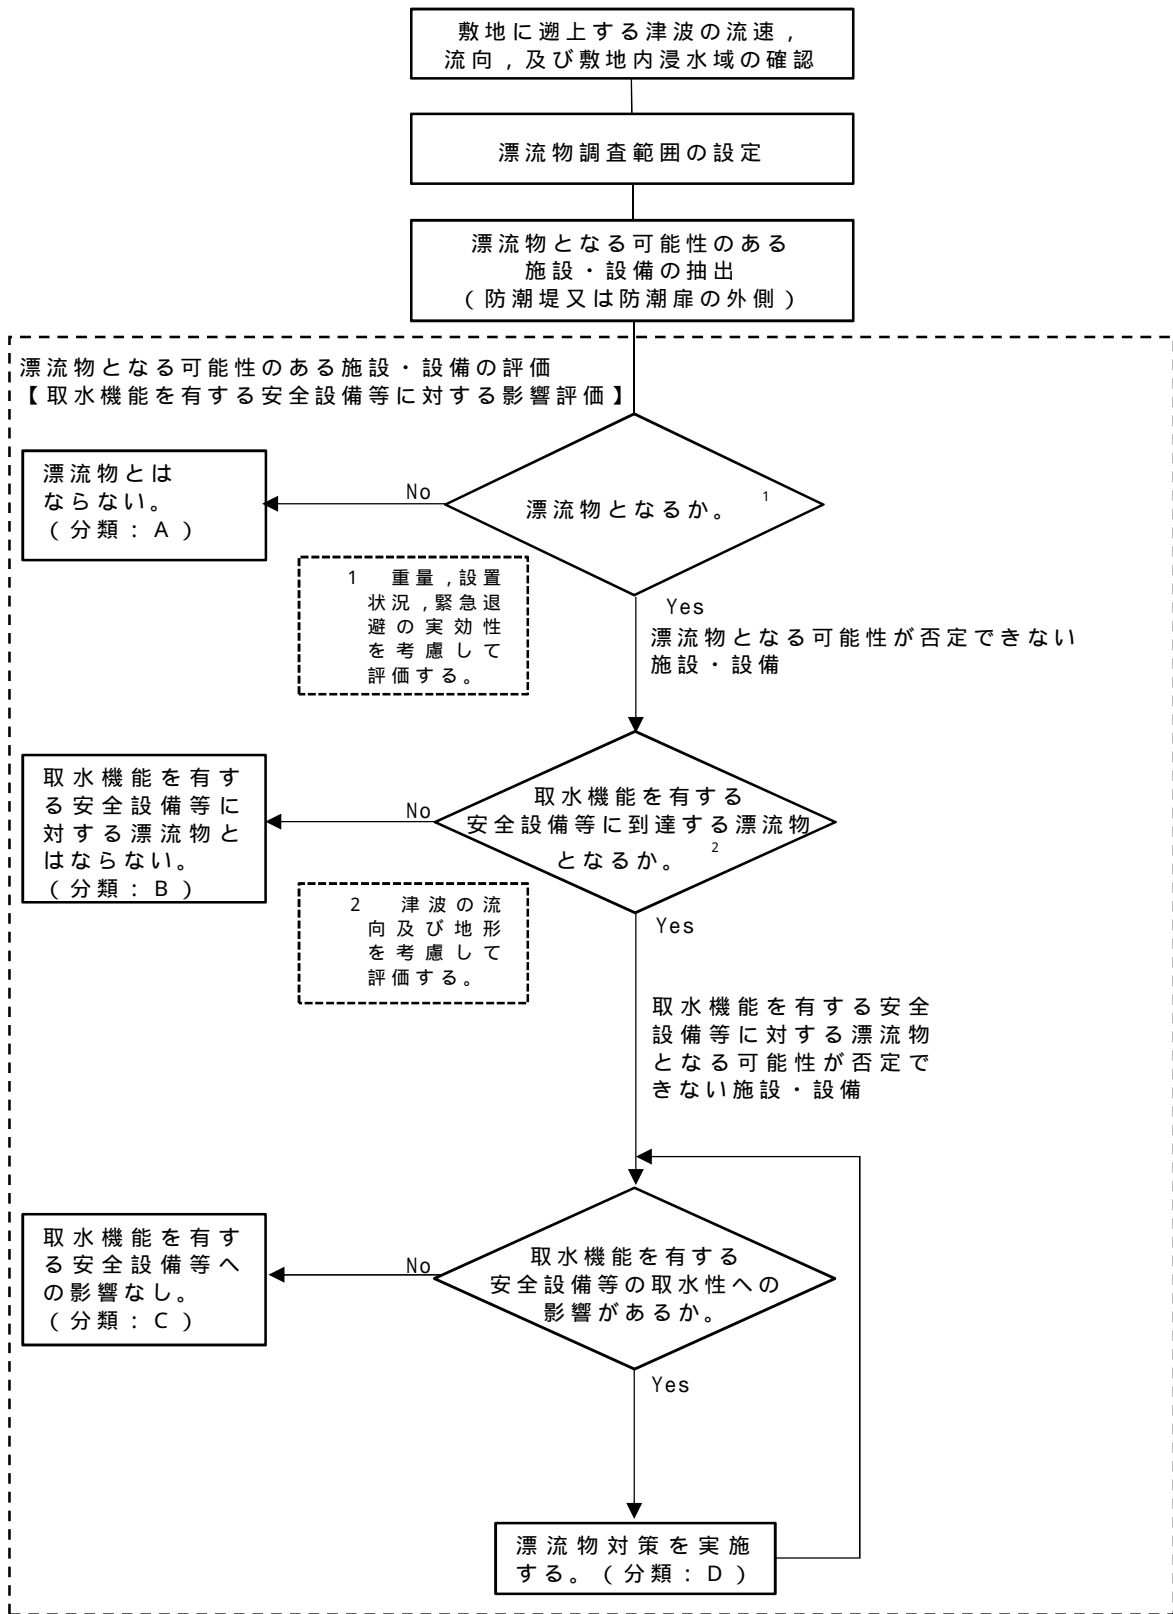 敷地に遡上する津波の流速，
流向，及び敷地内浸水域の確認
漂流物調査範囲の設定
漂流物となる可能性のある
施設・設備の抽出
（防潮堤又は防潮扉の外側）
漂流物となる可能性のある施設・設備の評価
【取水機能を有する安全設備等に対する影響評価】
漂流物とは
ならない。
（分類：A）
No
漂流物となるか。 1
1 重量，設置
状況，緊急退
避の実効性
を考慮して
評価する。
Yes
漂流物となる可能性が否定できない
施設・設備
取水機能を有す
る安全設備等に
対する漂流物と
はならない。
（分類：B）
No
取水機能を有する
安全設備等に到達する漂流物
となるか。 2
2 津波の流
向及び地形
を考慮して
評価する。
Yes
取水機能を有する安全
設備等に対する漂流物
となる可能性が否定で
きない施設・設備
取水機能を有す
る安全設備等へ
の影響なし。
（分類：C）
No
取水機能を有する
安全設備等の取水性への
影響があるか。
Yes
漂流物対策を実施
する。（分類：D）